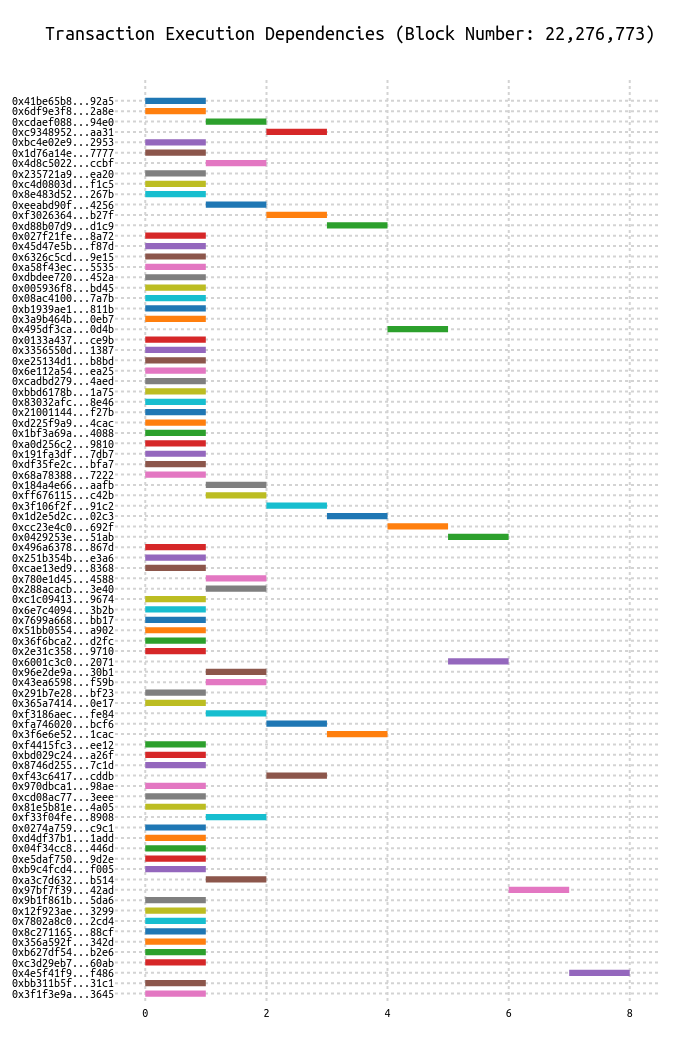 Transaction Execution Dependencies (Block Number: 22,276,773)
0x41be65b8...92a5
0x6df9e3f8...2a8e
0xcdaef088...94e0
0xc9348952...aa31
0xbc4e02e9...2953
0x1d76a14e...7777
0x4d8c5022...ccbf
0x235721a9...ea20
0xc4d0803d...f1c5
0x8e483d52...267b
0xeeabd90f...4256
0xf3026364...b27f
0xd88b07d9...d1c9
0x027f21fe...8a72
0x45d47e5b...f87d
0x6326c5cd...9e15
0xa58f43ec...5535
0xdbdee720...452a
0x005936f8...bd45
0x08ac4100...7a7b
0xb1939ae1...811b
0x3a9b464b...0eb7
0x495df3ca...0d4b
0x0133a437...ce9b
0x3356550d...1387
0xe25134d1...b8bd
0x6e112a54...ea25
0xcadbd279...4aed
0xbbd6178b...1a75
0x83032afc...8e46
0x21001144...f27b
0xd225f9a9...4cac
0x1bf3a69a...4088
0xa0d256c2...9810
0x191fa3df...7db7
0xdf35fe2c...bfa7
0x68a78388...7222
0x184a4e66...aafb
0xff676115...c42b
0x3f106f2f...91c2
0x1d2e5d2c...02c3
0xcc23e4c0...692f
0x0429253e...51ab
0x496a6378...867d
0x251b354b...e3a6
0xcae13ed9...8368
0x780e1d45...4588
0x288acacb...3e40
0xc1c09413...9674
0x6e7c4094...3b2b
0x7699a668...bb17
0x51bb0554...a902
0x36f6bca2...d2fc
0x2e31c358...9710
0x6001c3c0...2071
0x96e2de9a...30b1
0x43ea6598...f59b
0x291b7e28...bf23
0x365a7414...0e17
0xf3186aec...fe84
0xfa746020...bcf6
0x3f6e6e52...1cac
0xf4415fc3...ee12
0xbd029c24...a26f
0x8746d255...7c1d
0xf43c6417...cddb
0x970dbca1...98ae
0xcd08ac77...3eee
0x81e5b81e...4a05
0xf33f04fe...8908
0x0274a759...c9c1
0xd4df37b1...1add
0x04f34cc8...446d
0xe5daf750...9d2e
0xb9c4fcd4...f005
0xa3c7d632...b514
0x97bf7f39...42ad
0x9b1f861b...5da6
0x12f923ae...3299
0x7802a8c0...2cd4
0x8c271165...88cf
0x356a592f...342d
0xb627df54...b2e6
0xc3d29eb7...60ab
0x4e5f41f9...f486
0xbb311b5f...31c1
0x3f1f3e9a...3645
0 2 4 6 8